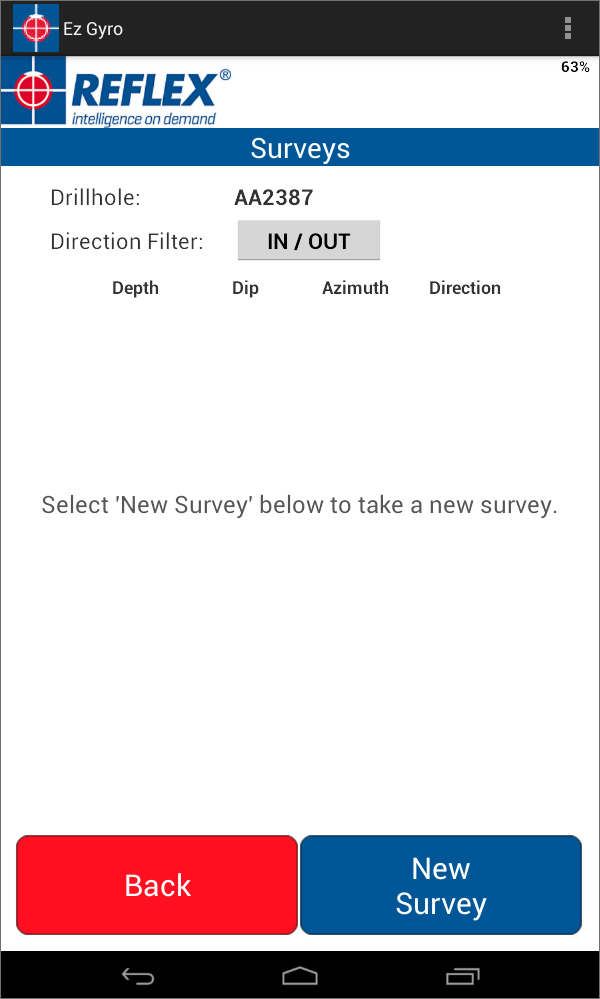 Ez Gyro
63%
REFLEX®
intelligence on demand
Surveys
Drillhole: AA2387
Direction Filter: IN / OUT
Depth Dip Azimuth Direction
Select 'New Survey' below to take a new survey.
Back
New
Survey